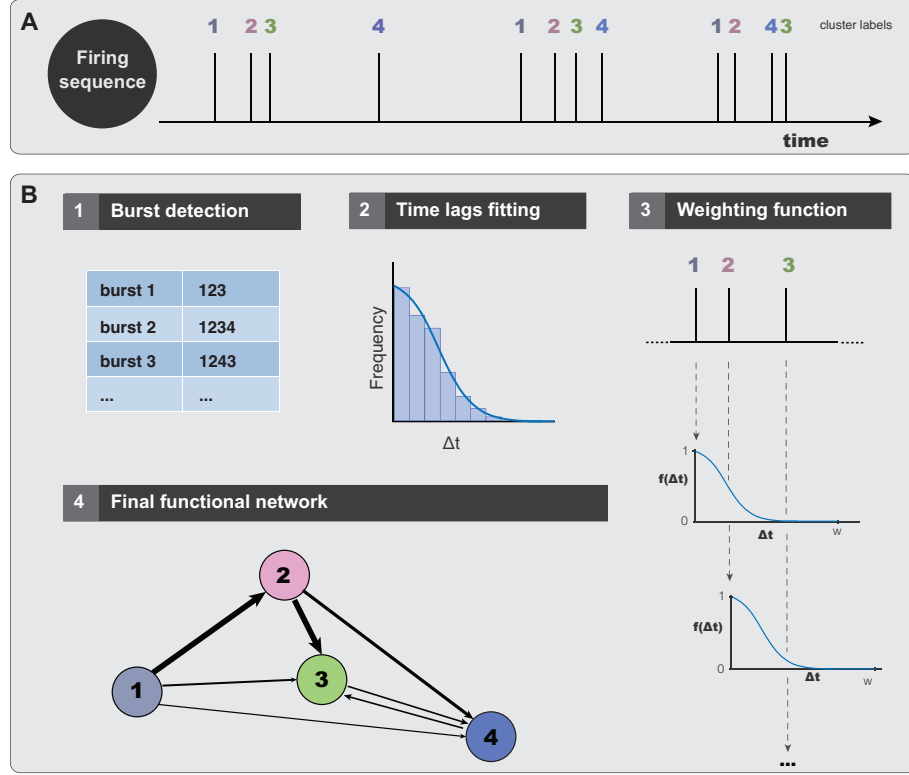 A
1 2 3 4 1 2 3 4 1 2 4 3 cluster labels
Firing
sequence
time
B
1 Burst detection
burst 1 123
burst 2 1234
burst 3 1243
... ...
2 Time lags fitting
Frequency
Δt
3 Weighting function
1 2 3
1
f(Δt)
0
Δt
w
1
f(Δt)
0
Δt
w
...
4 Final functional network
2
3
1
4